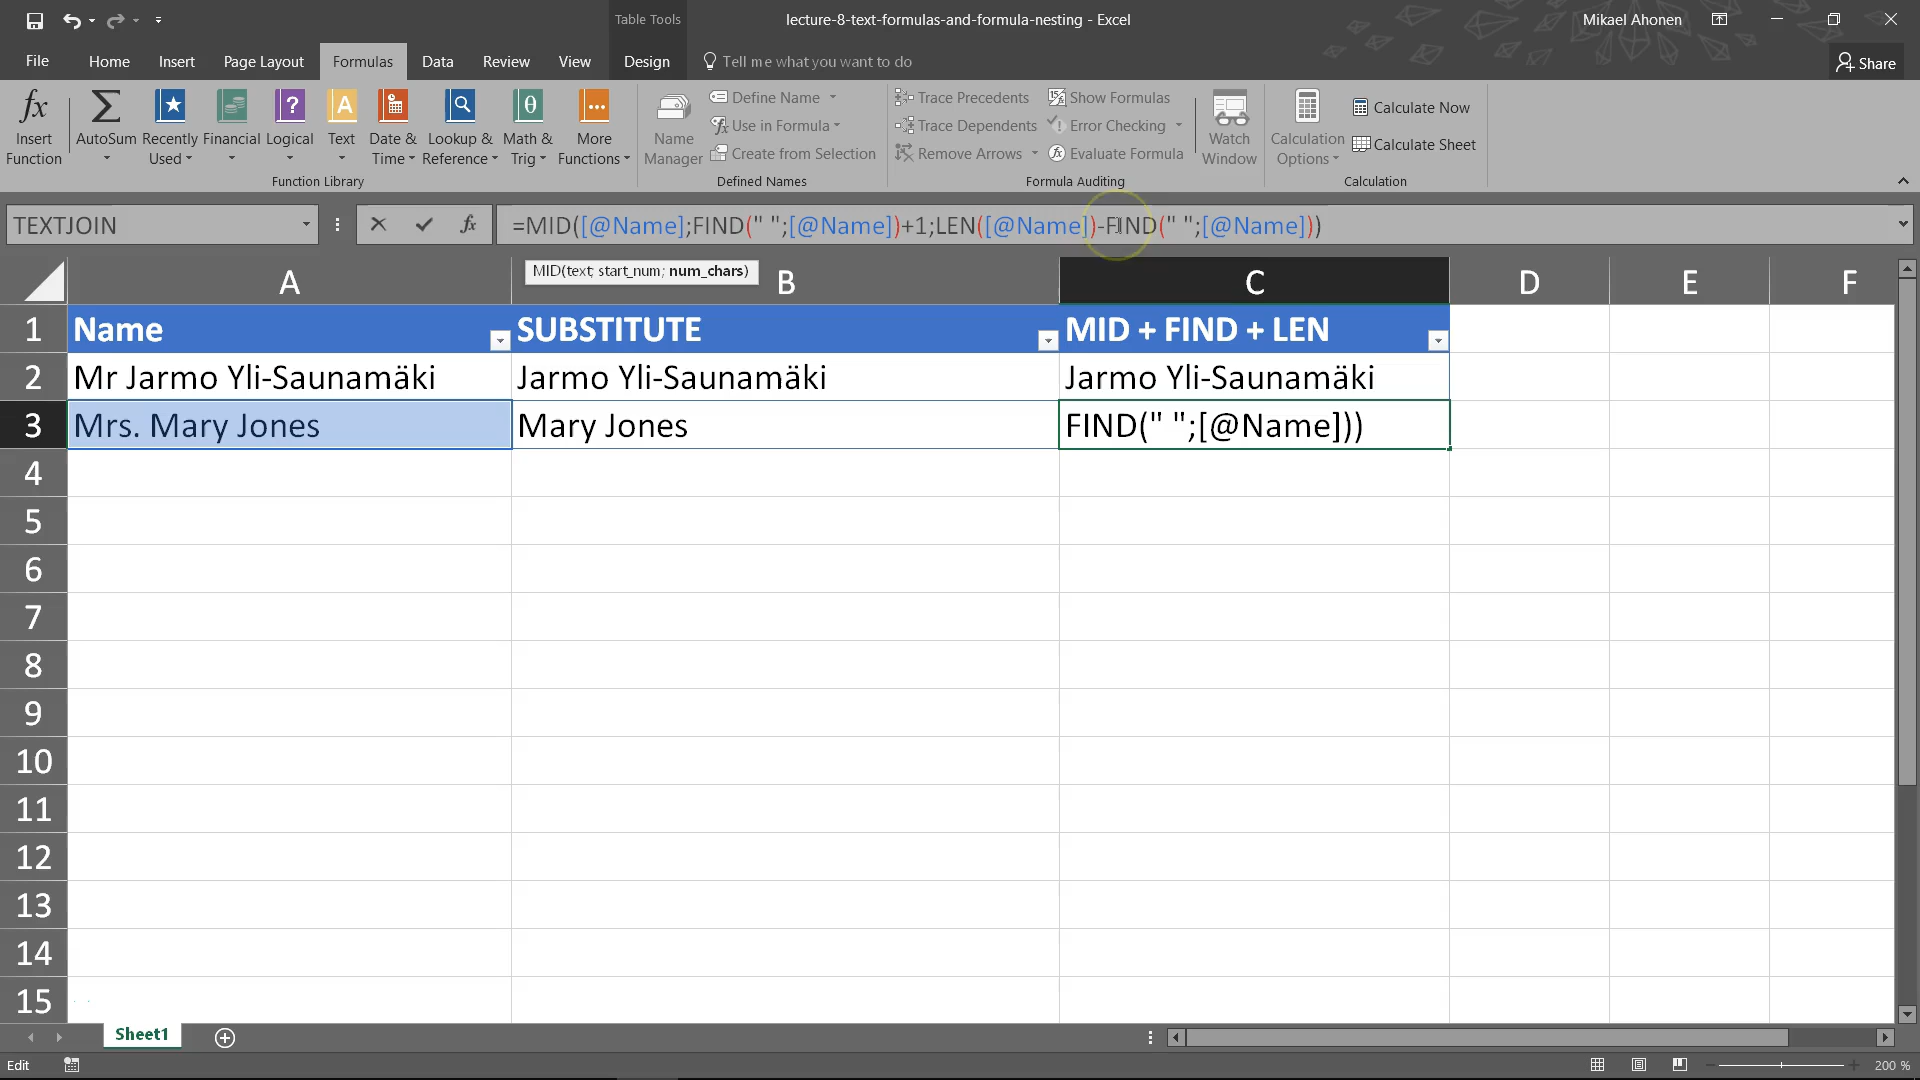 Table Tools
lecture-8-text-formulas-and-formula-nesting - Excel
Mikael Ahonen
File Home Insert Page Layout Formulas Data Review View Design Tell me what you want to do
Share
fx
Insert Function
AutoSum
Recently Used
Financial
Logical
Text
Date & Time
Lookup & Reference
Math & Trig
More Functions
Function Library
Name Manager
Define Name
Use in Formula
Create from Selection
Defined Names
Trace Precedents
Trace Dependents
Remove Arrows
Show Formulas
Error Checking
Evaluate Formula
Formula Auditing
Watch Window
Calculation Options
Calculate Now
Calculate Sheet
Calculation
TEXTJOIN
fx
=MID([@Name];FIND(" ";[@Name])+1;LEN([@Name])-FIND(" ";[@Name]))
MID(text; start_num; num_chars)
A B C D E F
1 Name SUBSTITUTE MID + FIND + LEN
2 Mr Jarmo Yli-Saunamäki Jarmo Yli-Saunamäki Jarmo Yli-Saunamäki
3 Mrs. Mary Jones Mary Jones FIND(" ";[@Name]))
4
5
6
7
8
9
10
11
12
13
14
15
Sheet1
Edit
200 %